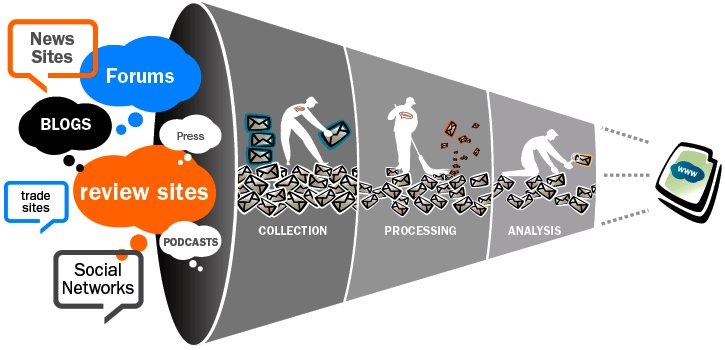 News
Sites
Forums
BLOGS
Press
review sites
trade
sites
PODCASTS
Social
Networks
COLLECTION
PROCESSING
ANALYSIS
WWW